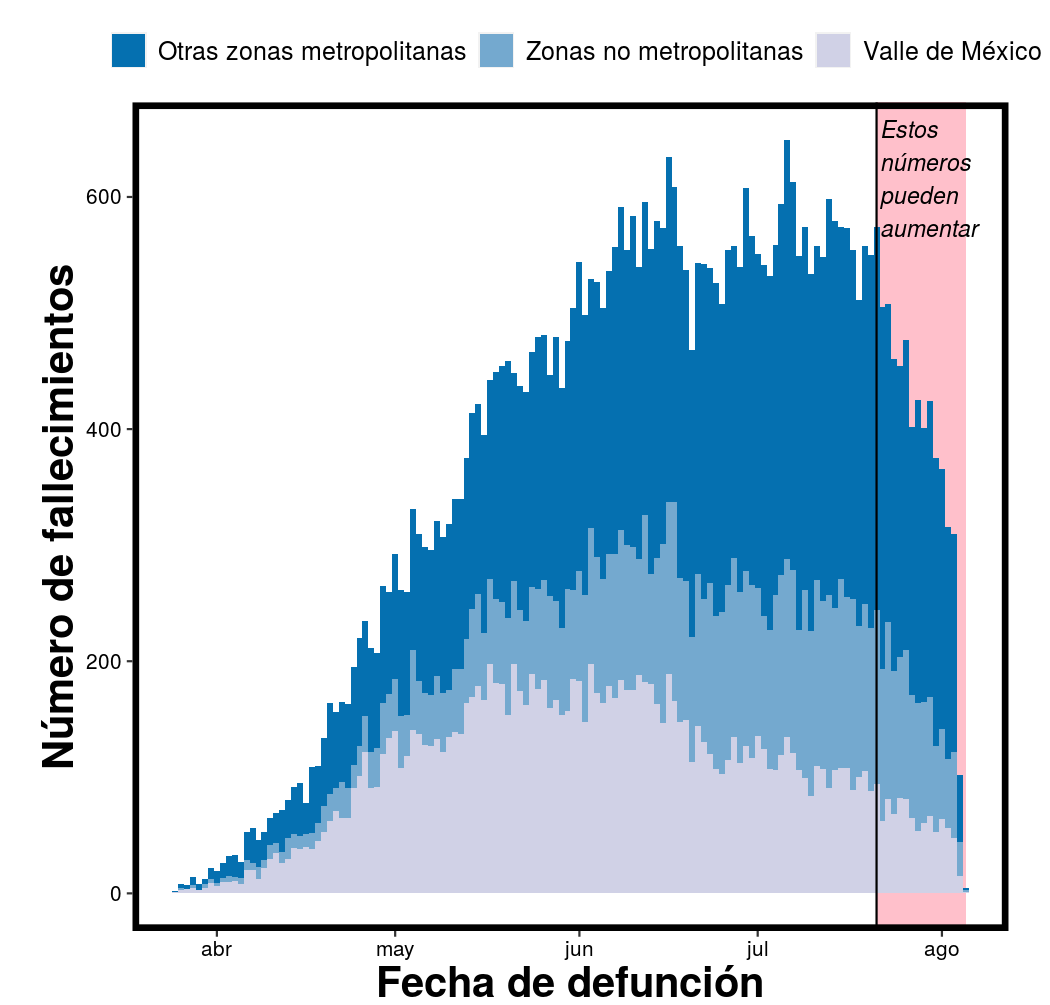 Otras zonas metropolitanas Zonas no metropolitanas Valle de México
Estos
números
pueden
aumentar
Número de fallecimientos
600
400
200
0
abr may jun jul ago
Fecha de defunción